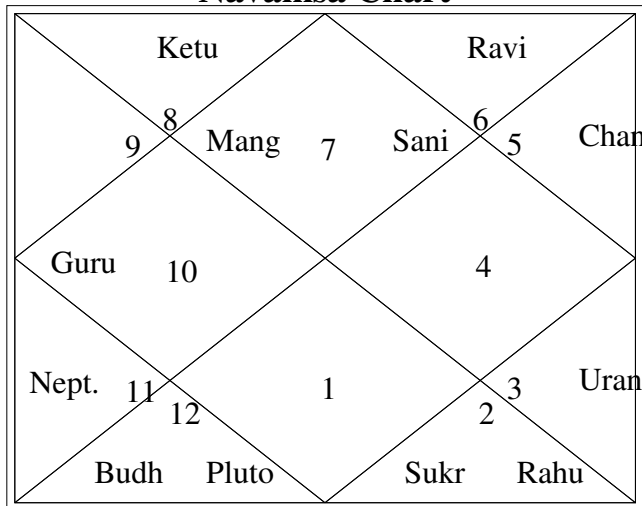 Navamsa Chart
Ketu Ravi
8 6
9 Mang 7 Sani 5 Chan
Guru 10 4
Nept. 11 1 3 Uran
12 2
Budh Pluto Sukr Rahu